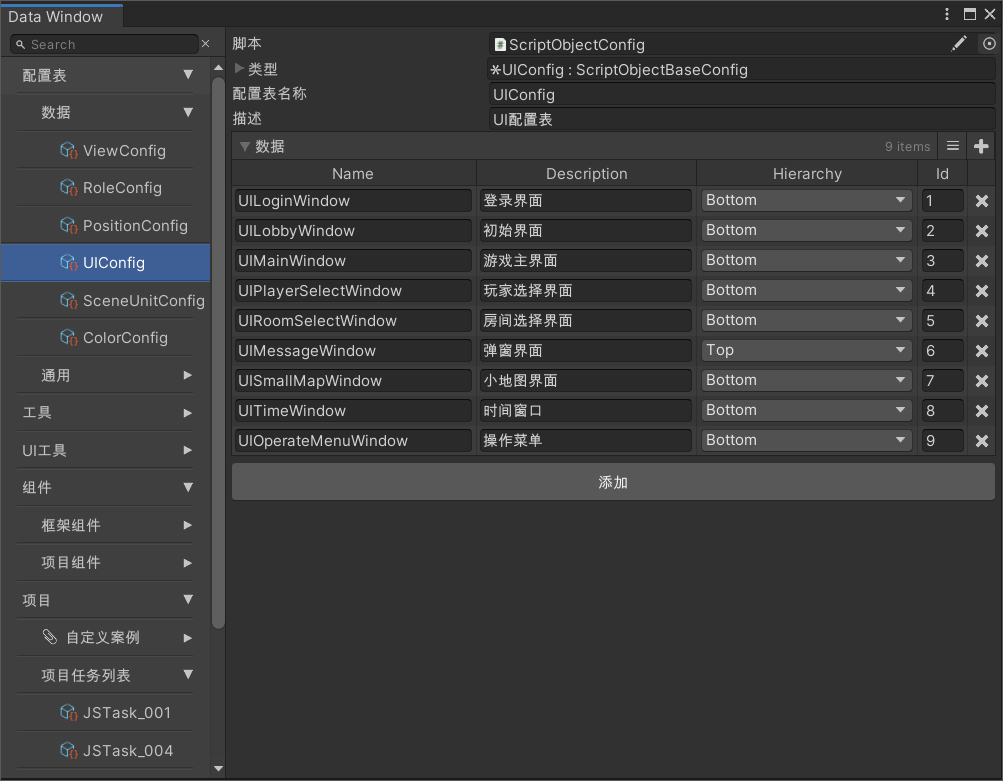 Data Window
Search
配置表
数据
ViewConfig
RoleConfig
PositionConfig
UIConfig
SceneUnitConfig
ColorConfig
通用
工具
UI工具
组件
框架组件
项目组件
项目
自定义案例
项目任务列表
JSTask_001
JSTask_004
脚本 ScriptObjectConfig
类型 UIConfig : ScriptObjectBaseConfig
配置表名称 UIConfig
描述 UI配置表
数据 9 items
Name Description Hierarchy Id
UILoginWindow 登录界面 Bottom 1
UILobbyWindow 初始界面 Bottom 2
UIMainWindow 游戏主界面 Bottom 3
UIPlayerSelectWindow 玩家选择界面 Bottom 4
UIRoomSelectWindow 房间选择界面 Bottom 5
UIMessageWindow 弹窗界面 Top 6
UISmallMapWindow 小地图界面 Bottom 7
UITimeWindow 时间窗口 Bottom 8
UIOperateMenuWindow 操作菜单 Bottom 9
添加